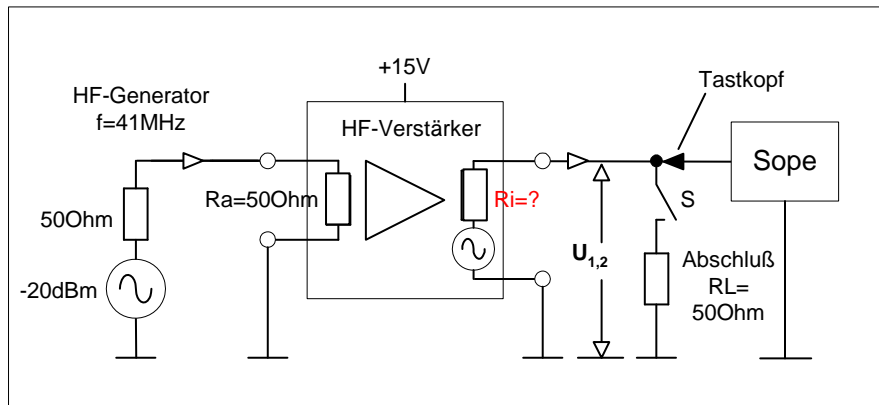 +15V
HF-Generator
f=41MHz
HF-Verstärker
Tastkopf
Sope
50Ohm
Ra=50Ohm
Ri=?
S
U1,2
-20dBm
Abschluß
RL=
50Ohm